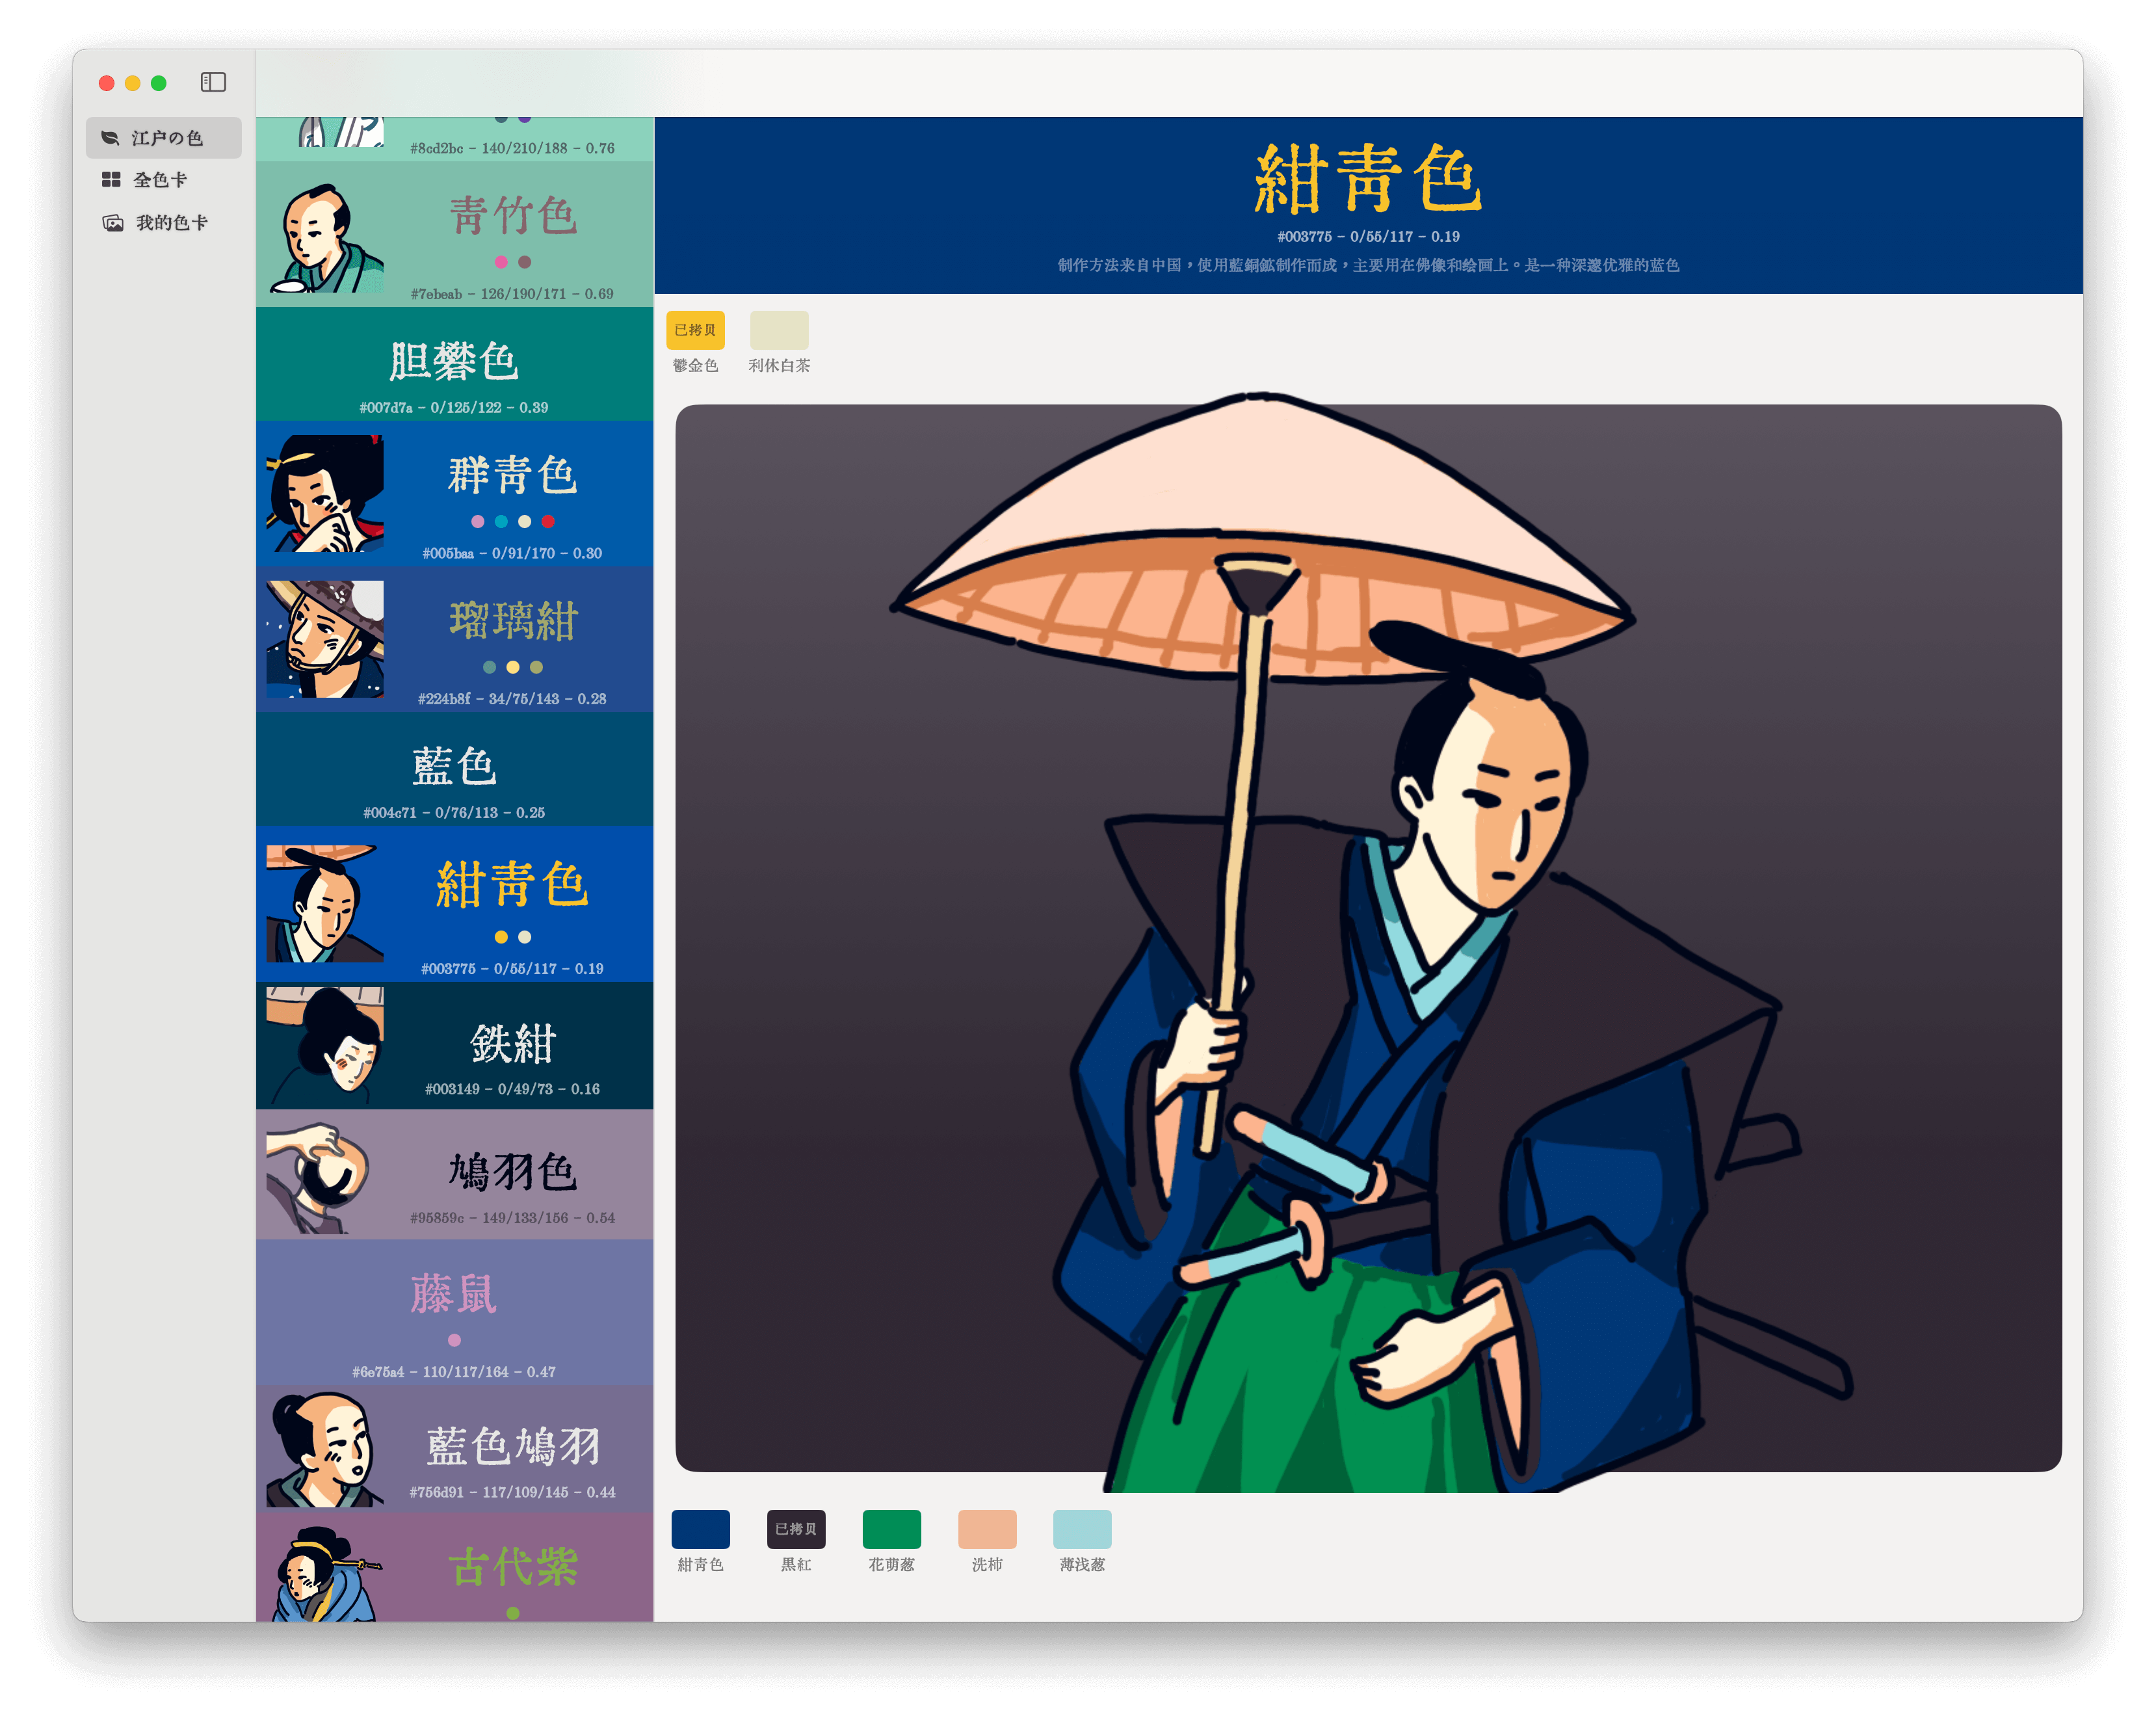 江户の色
全色卡
我的色卡
#8cd2bc – 140/210/188 – 0.76
青竹色
#7ebeab – 126/190/171 – 0.69
胆礬色
#007d7a – 0/125/122 – 0.39
群青色
#005baa – 0/91/170 – 0.30
瑠璃紺
#224b8f – 34/75/143 – 0.28
藍色
#004c71 – 0/76/113 – 0.25
紺青色
#003775 – 0/55/117 – 0.19
鉄紺
#003149 – 0/49/73 – 0.16
鳩羽色
#95859c – 149/133/156 – 0.54
藤鼠
#6e75a4 – 110/117/164 – 0.47
藍色鳩羽
#756d91 – 117/109/145 – 0.44
古代紫
紺青色
#003775 – 0/55/117 – 0.19
制作方法来自中国，使用藍銅鉱制作而成，主要用在佛像和绘画上。是一种深邃优雅的蓝色
已拷贝
鬱金色
利休白茶
紺青色
已拷贝
黒紅
花萌葱
洗柿
薄浅葱